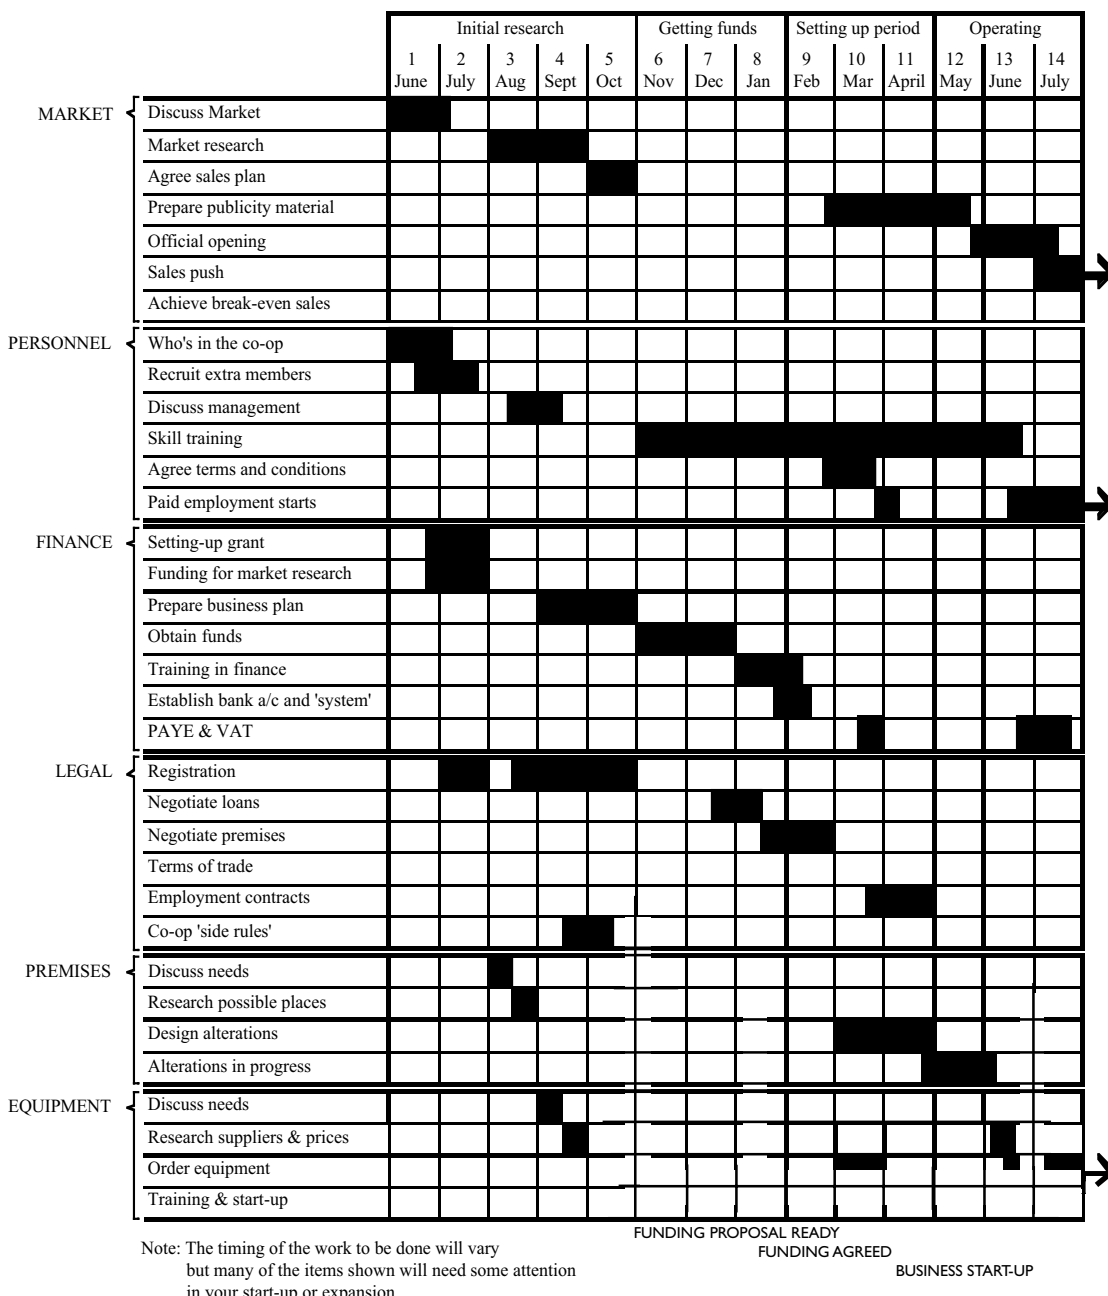 Initial research Getting funds Setting up period Operating
1 2 3 4 5 6 7 8 9 10 11 12 13 14
June July Aug Sept Oct Nov Dec Jan Feb Mar April May June July
MARKET
Discuss Market
Market research
Agree sales plan
Prepare publicity material
Official opening
Sales push
Achieve break-even sales
PERSONNEL
Who's in the co-op
Recruit extra members
Discuss management
Skill training
Agree terms and conditions
Paid employment starts
FINANCE
Setting-up grant
Funding for market research
Prepare business plan
Obtain funds
Training in finance
Establish bank a/c and 'system'
PAYE & VAT
LEGAL
Registration
Negotiate loans
Negotiate premises
Terms of trade
Employment contracts
Co-op 'side rules'
PREMISES
Discuss needs
Research possible places
Design alterations
Alterations in progress
EQUIPMENT
Discuss needs
Research suppliers & prices
Order equipment
Training & start-up
FUNDING PROPOSAL READY
FUNDING AGREED
BUSINESS START-UP
Note: The timing of the work to be done will vary
but many of the items shown will need some attention
in your start-up or expansion